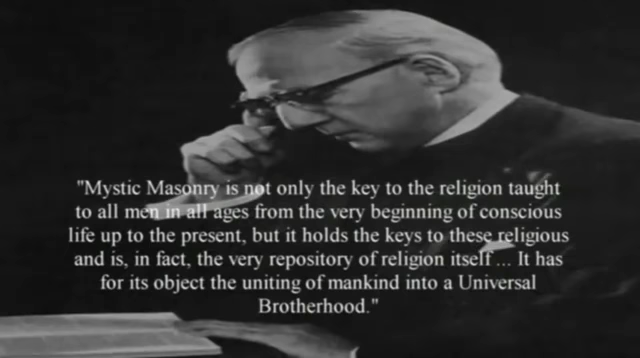 "Mystic Masonry is not only the key to the religion taught
to all men in all ages from the very beginning of conscious
life up to the present, but it holds the keys to these religious
and is, in fact, the very repository of religion itself ... It has
for its object the uniting of mankind into a Universal
Brotherhood."